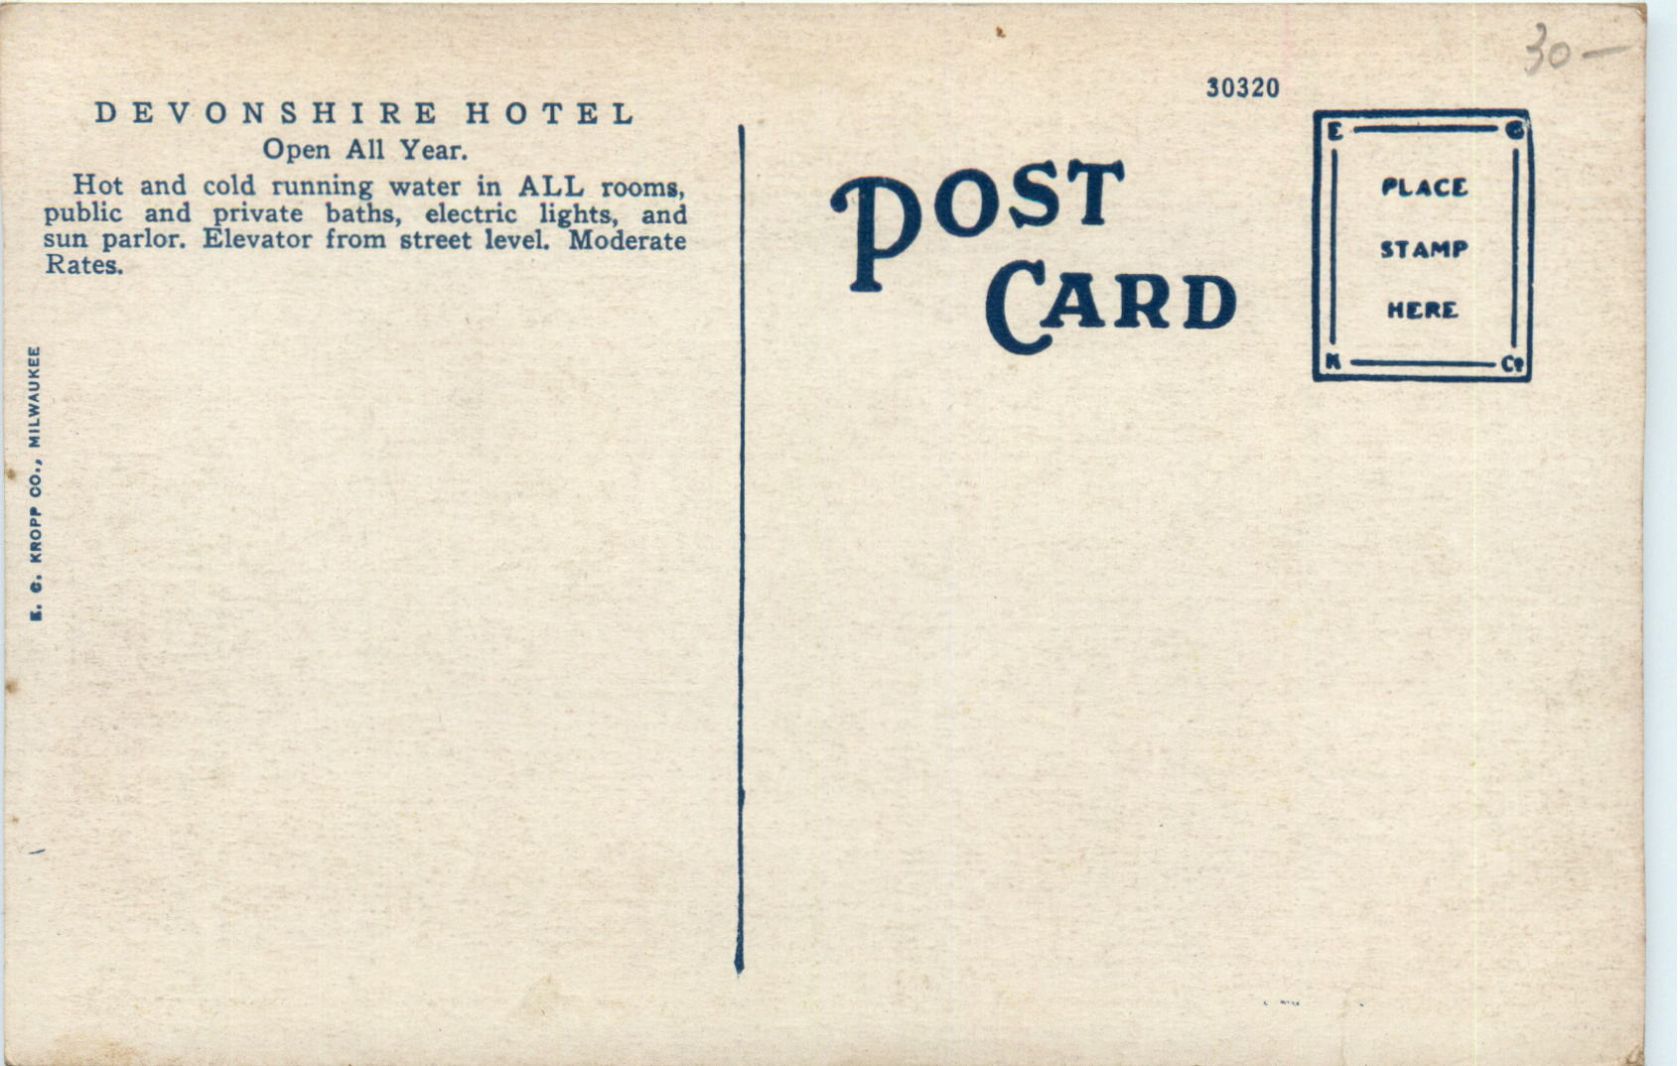 DEVONSHIRE HOTEL
Open All Year.
Hot and cold running water in ALL rooms,
public and private baths, electric lights, and
sun parlor. Elevator from street level. Moderate
Rates.
E. C. KROPP CO., MILWAUKEE
30-
30320
POST
CARD
E C
PLACE
STAMP
HERE
K Co